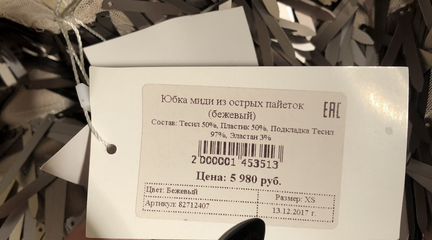 Юбка миди из острых пайеток
(бежевый)
EAC
Состав: Тесил 50%, Пластик 50%, Подкладка Тесил
97%, Эластан 3%
2 000001 453513
Цена: 5 980 руб.
Цвет: Бежевый Размер: XS
Артикул: 82712407 13.12.2017 г.